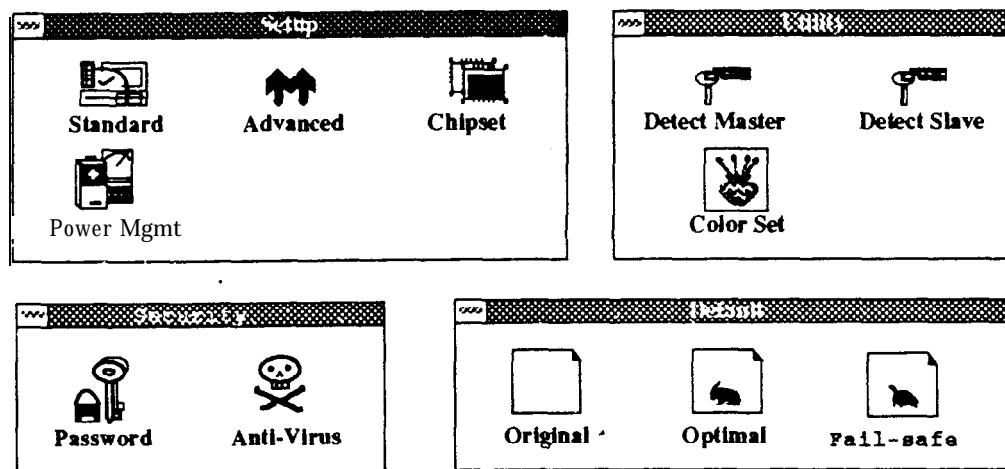 Setup
Standard
Advanced
Chipset
Power Mgmt
Utility
Detect Master
Detect Slave
Color Set
Security
Password
Anti-Virus
Default
Original
Optimal
Fail-safe